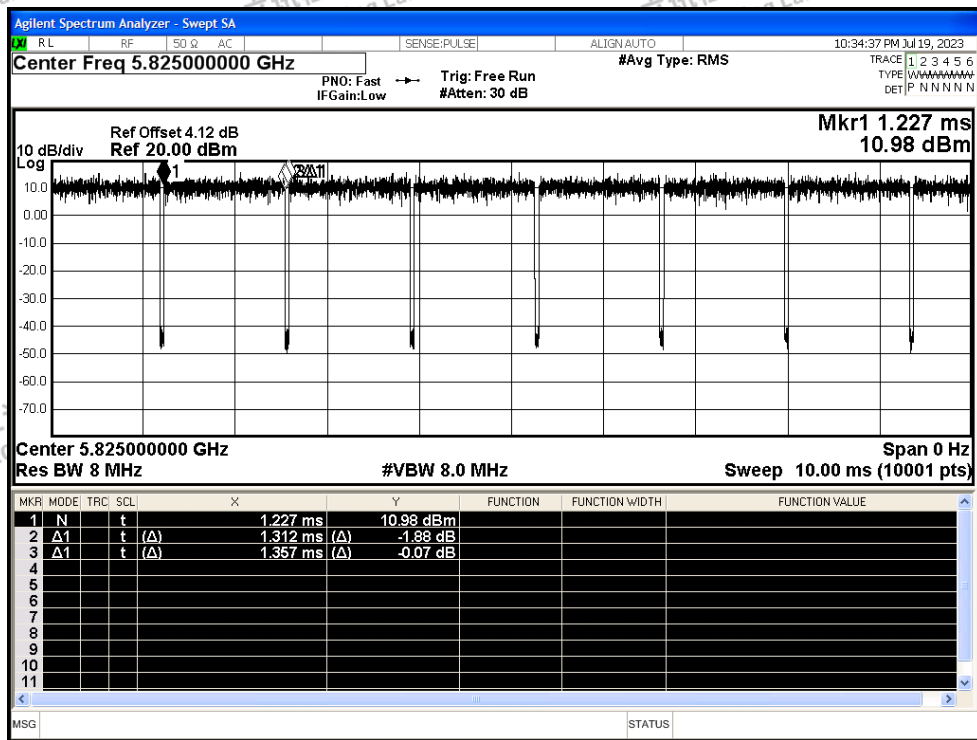 Agilent Spectrum Analyzer - Swept SA
LXI RL RF 50 Ω AC SENSE:PULSE ALIGN AUTO 10:34:37 PM Jul 19, 2023
Center Freq 5.825000000 GHz #Avg Type: RMS TRACE 1 2 3 4 5 6
PNO: Fast Trig: Free Run TYPE WWWWWW
IFGain:Low #Atten: 30 dB DET P N N N N N
Mkr1 1.227 ms
Ref Offset 4.12 dB
10 dB/div Ref 20.00 dBm 10.98 dBm
Log
1
10.0
0.00
-10.0
-20.0
-30.0
-40.0
-50.0
-60.0
-70.0
Center 5.825000000 GHz Span 0 Hz
Res BW 8 MHz #VBW 8.0 MHz Sweep 10.00 ms (10001 pts)
MKR MODE TRC SCL X Y FUNCTION FUNCTION WIDTH FUNCTION VALUE
1 N t 1.227 ms 10.98 dBm
2 Δ1 t (Δ) 1.312 ms (Δ) -1.88 dB
3 Δ1 t (Δ) 1.357 ms (Δ) -0.07 dB
4
5
6
7
8
9
10
11
MSG STATUS